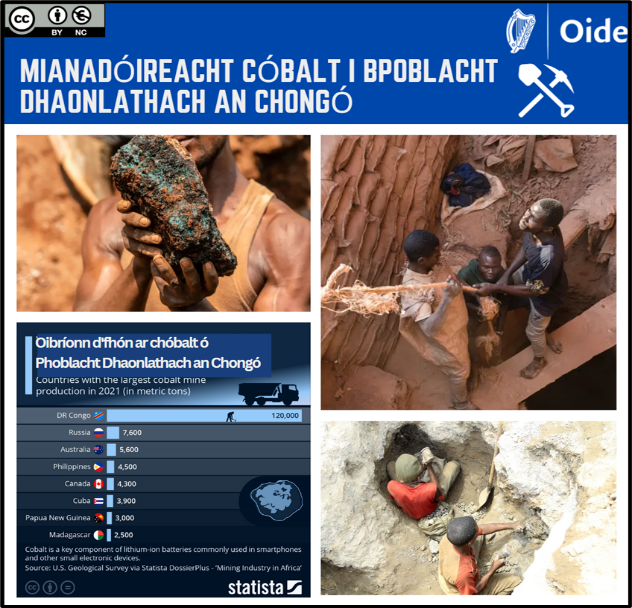 cc
BY NC
Oide
MIANADÓIREACHT CÓBALT I BPOBLACHT
DHAONLATHACH AN CHONGÓ
Oibríonn d'fhón ar chóbalt ó
Phoblacht Dhaonlathach an Chongó
Countries with the largest cobalt mine
production in 2021 (in metric tons)
DR Congo 120,000
Russia 7,600
Australia 5,600
Philippines 4,500
Canada 4,300
Cuba 3,900
Papua New Guinea 3,000
Madagascar 2,500
Cobalt is a key component of lithium-ion batteries commonly used in smartphones
and other small electronic devices.
Source: U.S. Geological Survey via Statista DossierPlus - 'Mining Industry in Africa'
cc
statista